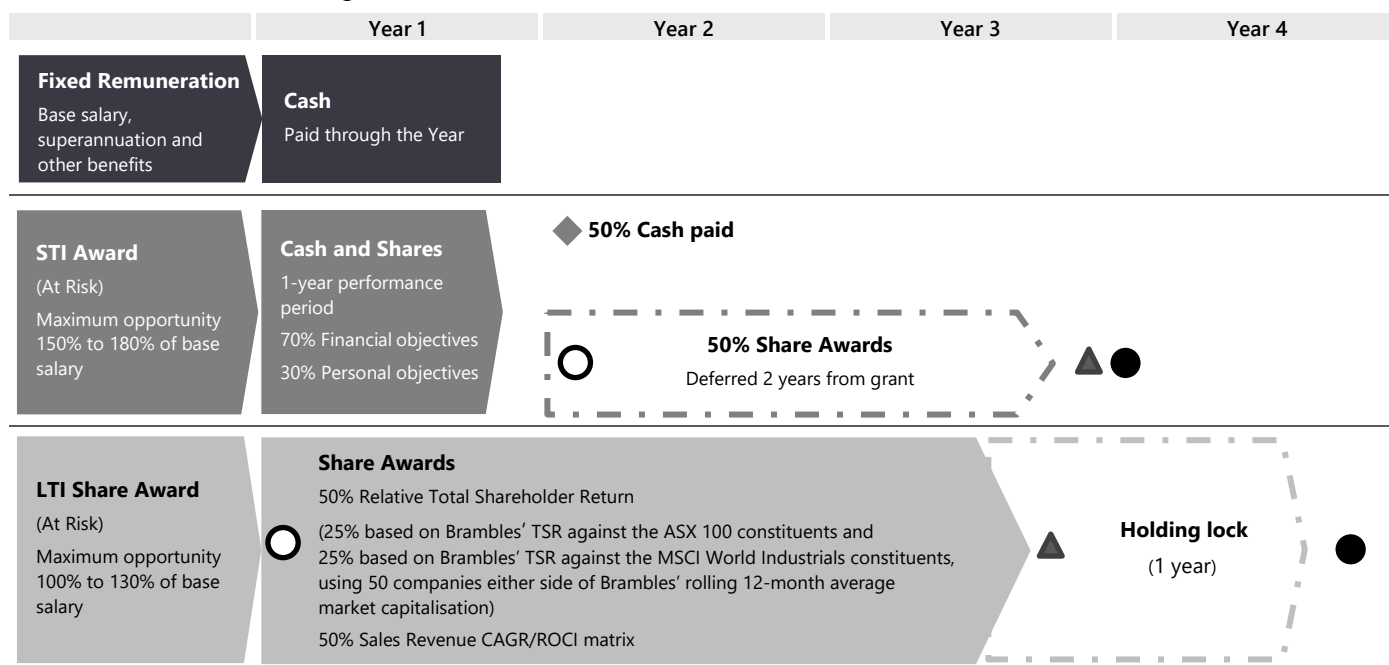 Year 1 Year 2 Year 3 Year 4
Fixed Remuneration
Base salary,
superannuation and
other benefits
Cash
Paid through the Year
STI Award
(At Risk)
Maximum opportunity
150% to 180% of base
salary
Cash and Shares
1-year performance
period
70% Financial objectives
30% Personal objectives
50% Cash paid
50% Share Awards
Deferred 2 years from grant
LTI Share Award
(At Risk)
Maximum opportunity
100% to 130% of base
salary
Share Awards
50% Relative Total Shareholder Return
(25% based on Brambles’ TSR against the ASX 100 constituents and
25% based on Brambles’ TSR against the MSCI World Industrials constituents,
using 50 companies either side of Brambles’ rolling 12-month average
market capitalisation)
50% Sales Revenue CAGR/ROCI matrix
Holding lock
(1 year)